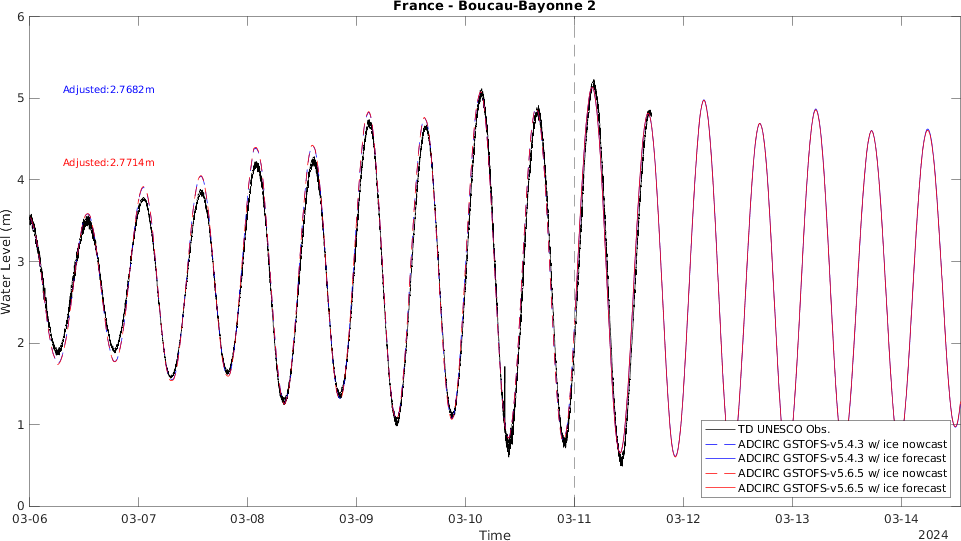 France - Boucau-Bayonne 2
6
5
4
3
2
1
0
Water Level (m)
Adjusted:2.7682m
Adjusted:2.7714m
TD UNESCO Obs.
ADCIRC GSTOFS-v5.4.3 w/ ice nowcast
ADCIRC GSTOFS-v5.4.3 w/ ice forecast
ADCIRC GSTOFS-v5.6.5 w/ ice nowcast
ADCIRC GSTOFS-v5.6.5 w/ ice forecast
03-06 03-07 03-08 03-09 03-10 03-11 03-12 03-13 03-14
Time
2024